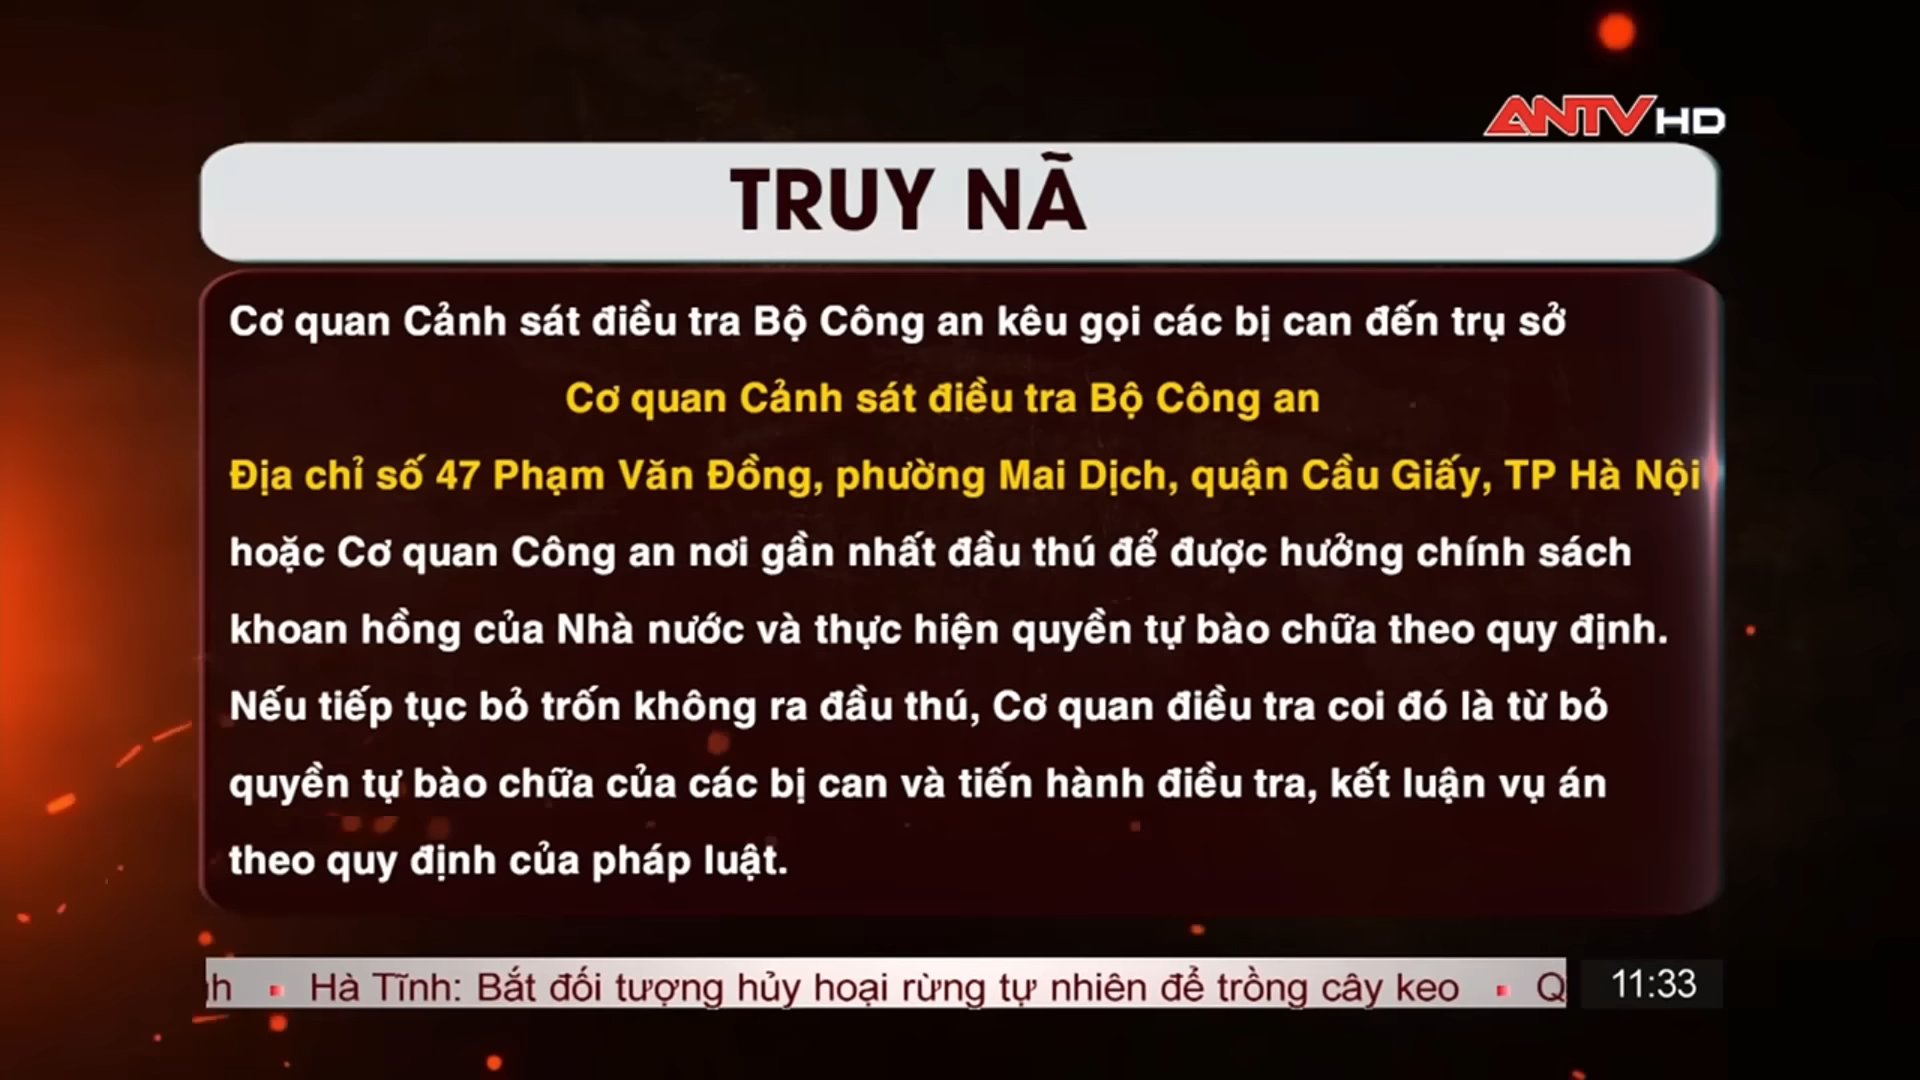 ANTV HD
TRUY NÃ
Cơ quan Cảnh sát điều tra Bộ Công an kêu gọi các bị can đến trụ sở
Cơ quan Cảnh sát điều tra Bộ Công an
Địa chỉ số 47 Phạm Văn Đồng, phường Mai Dịch, quận Cầu Giấy, TP Hà Nội
hoặc Cơ quan Công an nơi gần nhất đầu thú để được hưởng chính sách
khoan hồng của Nhà nước và thực hiện quyền tự bào chữa theo quy định.
Nếu tiếp tục bỏ trốn không ra đầu thú, Cơ quan điều tra coi đó là từ bỏ
quyền tự bào chữa của các bị can và tiến hành điều tra, kết luận vụ án
theo quy định của pháp luật.
Hà Tĩnh: Bắt đối tượng hủy hoại rừng tự nhiên để trồng cây keo
11:33